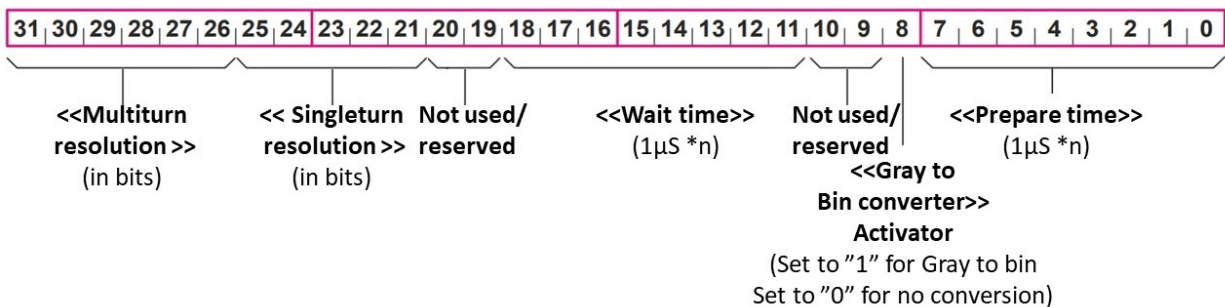 31 30 29 28 27 26 25 24 23 22 21 20 19 18 17 16 15 14 13 12 11 10 9 8 7 6 5 4 3 2 1 0
<<Multiturn
resolution >>
(in bits)
<< Singleturn
resolution >>
(in bits)
Not used/
reserved
<<Wait time>>
(1µS *n)
Not used/
reserved
<<Gray to
Bin converter>>
Activator
(Set to ”1” for Gray to bin
Set to ”0” for no conversion)
<<Prepare time>>
(1µS *n)